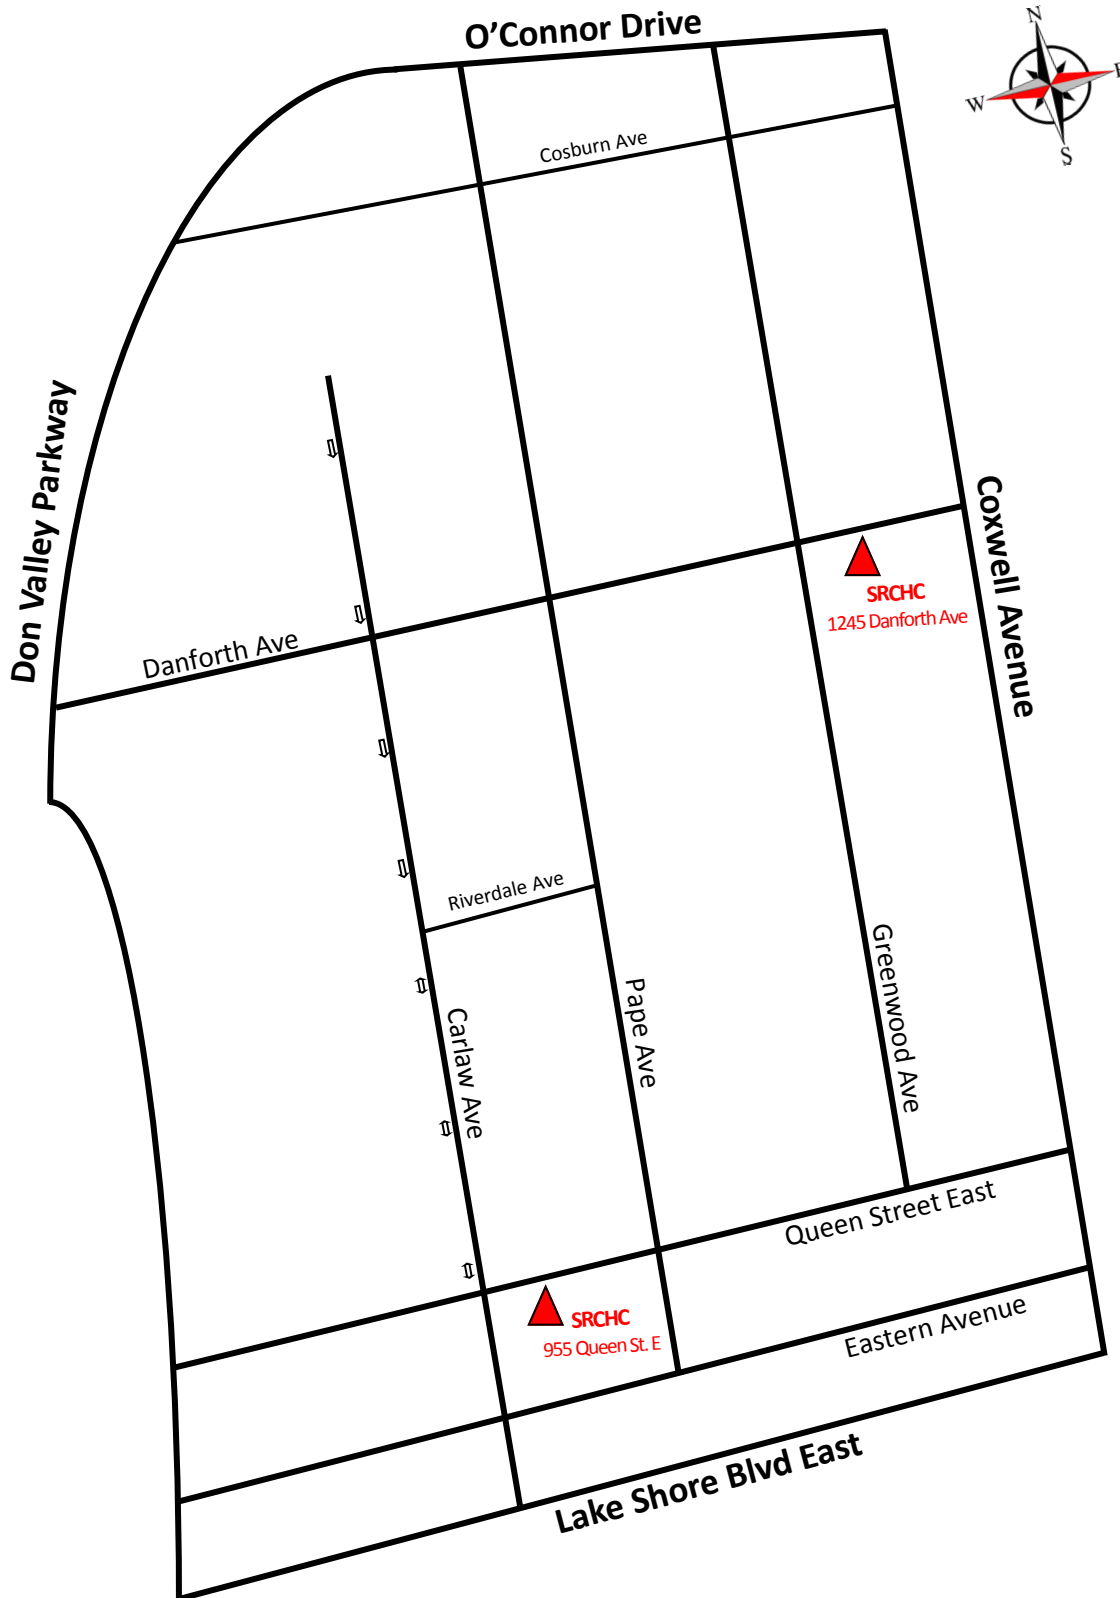 O’Connor Drive
N
W
S
Cosburn Ave
Don Valley Parkway
Coxwell Avenue
SRCHC
1245 Danforth Ave
Danforth Ave
Riverdale Ave
Greenwood Ave
Pape Ave
Carlaw Ave
Queen Street East
SRCHC
955 Queen St. E
Eastern Avenue
Lake Shore Blvd East